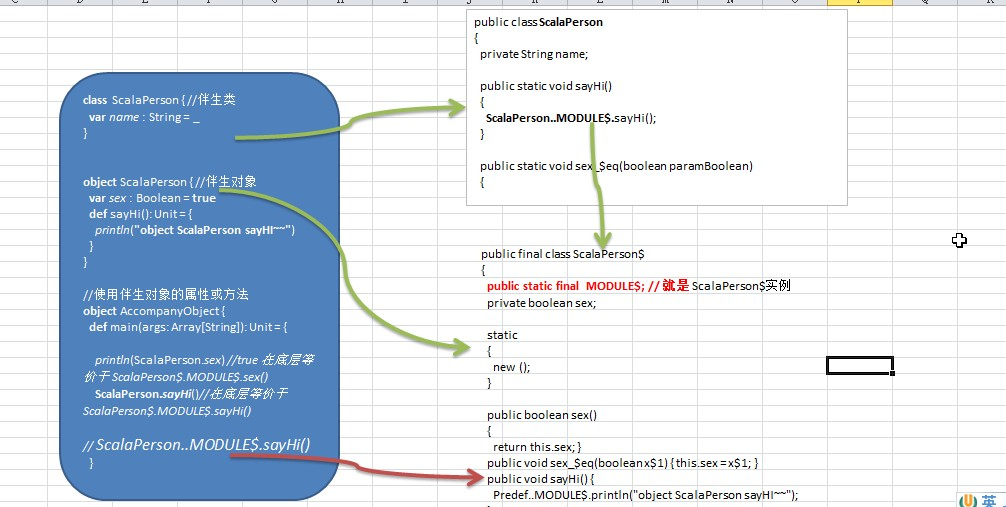 class ScalaPerson { //伴生类
var name : String = _
}
object ScalaPerson { //伴生对象
var sex : Boolean = true
def sayHi(): Unit = {
println("object ScalaPerson sayHI~~")
}
}
//使用伴生对象的属性或方法
object AccompanyObject {
def main(args: Array[String]): Unit = {
println(ScalaPerson.sex) //true 在底层等
价于 ScalaPerson$.MODULE$.sex()
ScalaPerson.sayHi()//在底层等价于
ScalaPerson$.MODULE$.sayHi()
// ScalaPerson..MODULE$.sayHi()
}
public class ScalaPerson
{
private String name;
public static void sayHi()
{
ScalaPerson..MODULE$.sayHi();
}
public static void sex_$eq(boolean paramBoolean)
{
public final class ScalaPerson$
{
public static final MODULE$; // 就是 ScalaPerson$实例
private boolean sex;
static
{
new ();
}
public boolean sex()
{
return this.sex; }
public void sex_$eq(boolean x$1) { this.sex = x$1; }
public void sayHi() {
Predef..MODULE$.println("object ScalaPerson sayHI~~");
英